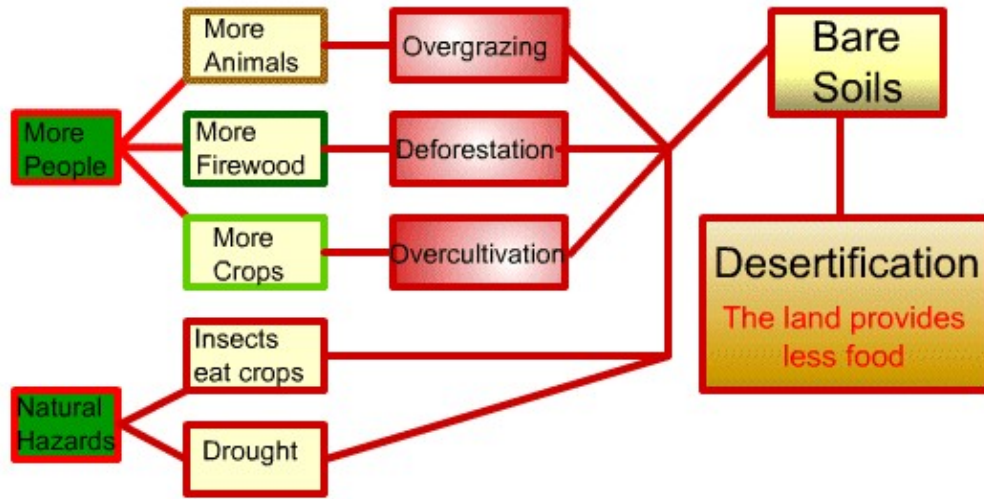 More
People
More
Animals
More
Firewood
More
Crops
Overgrazing
Deforestation
Overcultivation
Natural
Hazards
Insects
eat crops
Drought
Bare
Soils
Desertification
The land provides
less food